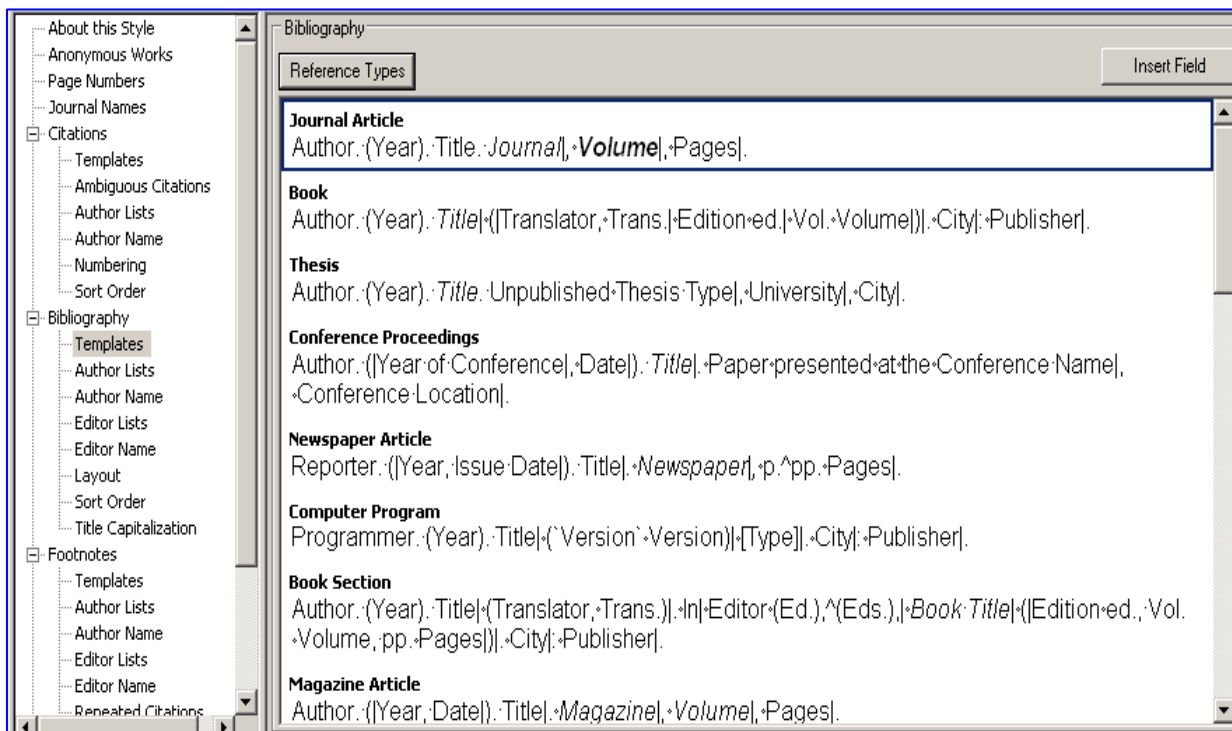 About this Style
Anonymous Works
Page Numbers
Journal Names
Citations
Templates
Ambiguous Citations
Author Lists
Author Name
Numbering
Sort Order
Bibliography
Templates
Author Lists
Author Name
Editor Lists
Editor Name
Layout
Sort Order
Title Capitalization
Footnotes
Templates
Author Lists
Author Name
Editor Lists
Editor Name
Repeated Citations
Bibliography
Reference Types
Insert Field
Journal Article
Author.·(Year).·Title.·Journal|,⋄Volume|,⋄Pages|.
Book
Author.·(Year).·Title|⋄(|Translator,⋄Trans.|⋄Edition⋄ed.|⋄Vol.⋄Volume|)|.⋄City|:⋄Publisher|.
Thesis
Author.·(Year).·Title.·Unpublished⋄Thesis·Type|,⋄University|,⋄City|.
Conference Proceedings
Author.·(|Year·of·Conference|,⋄Date|).·Title|.⋄Paper⋄presented⋄at⋄the⋄Conference·Name|,
⋄Conference·Location|.
Newspaper Article
Reporter.·(|Year,·Issue·Date|).·Title|.⋄Newspaper|,⋄p.^pp.⋄Pages|.
Computer Program
Programmer.·(Year).·Title|⋄(`Version`⋄Version)|⋄[Type]|.⋄City|:⋄Publisher|.
Book Section
Author.·(Year).·Title|⋄(Translator,⋄Trans.)|.⋄In|⋄Editor·(Ed.),^(Eds.),|⋄Book·Title|⋄(|Edition⋄ed.,·Vol.
⋄Volume,·pp.⋄Pages|)|.⋄City|:⋄Publisher|.
Magazine Article
Author.·(|Year,·Date|).·Title|.⋄Magazine|,⋄Volume|,⋄Pages|.